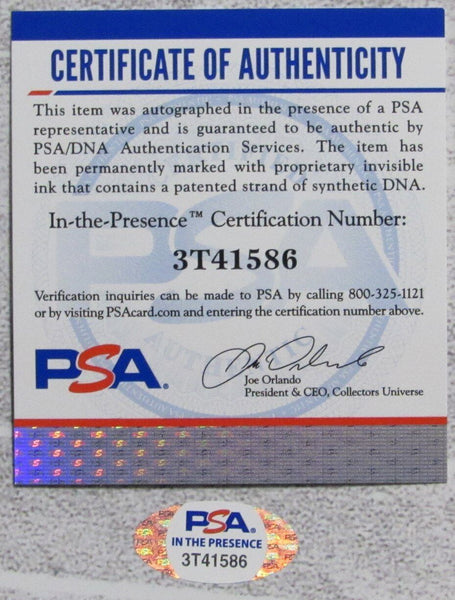 CERTIFICATE OF AUTHENTICITY
This item was autographed in the presence of a PSA
representative and is guaranteed to be authentic by
PSA/DNA Authentication Services. The item has
been permanently marked with proprietary invisible
ink that contains a patented strand of synthetic DNA.
In-the-Presence™ Certification Number:
3T41586
Verification inquiries can be made to PSA by calling 800-325-1121
or by visiting PSAcard.com and entering the certification number above.
PSA®
Joe Orlando
Joe Orlando
President & CEO, Collectors Universe
PSA
IN THE PRESENCE
3T41586